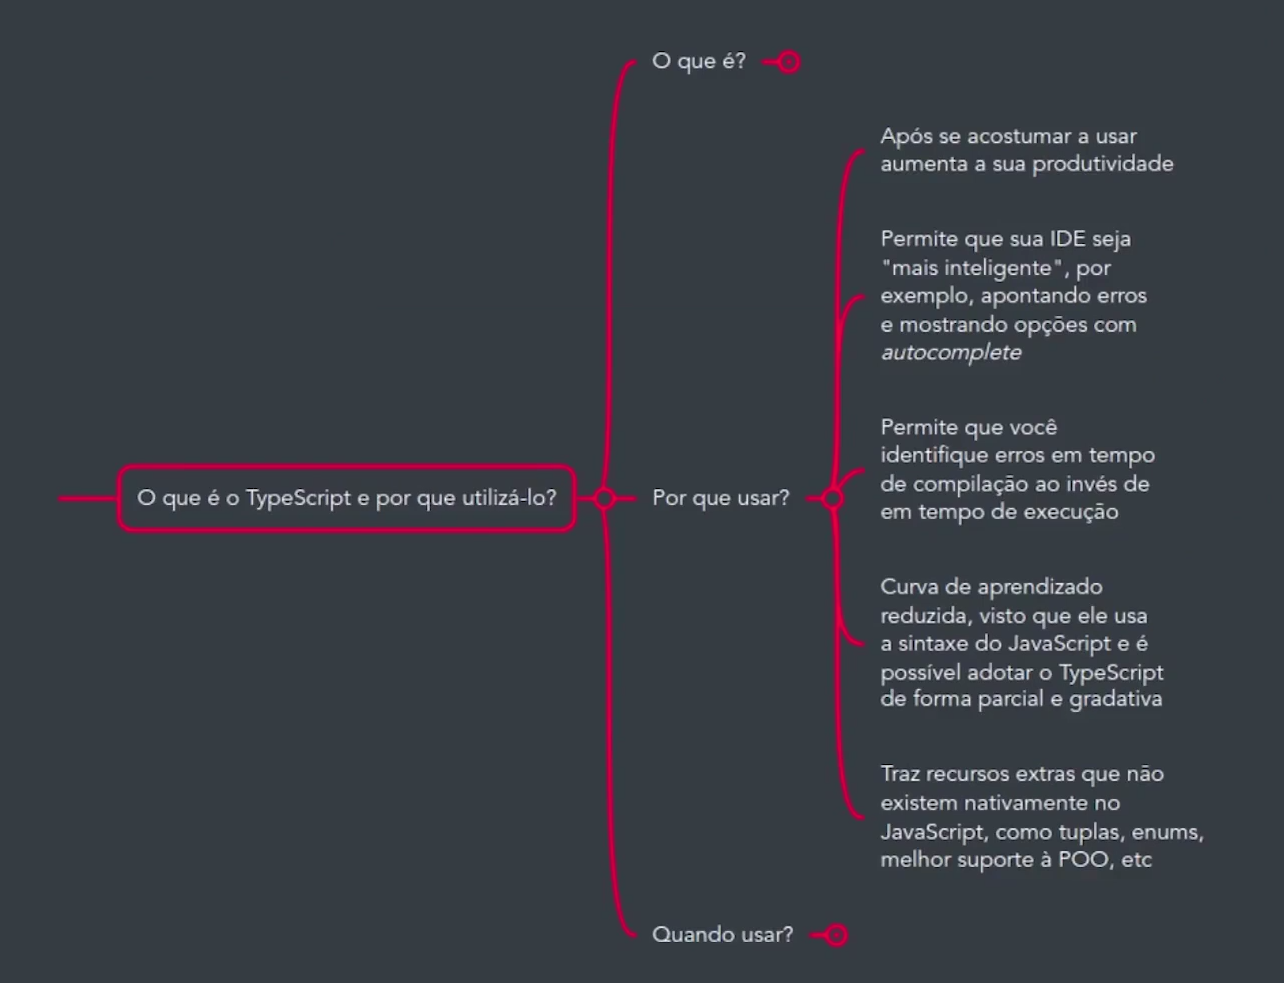 O que é?
Após se acostumar a usar
aumenta a sua produtividade
Permite que sua IDE seja
"mais inteligente", por
exemplo, apontando erros
e mostrando opções com
autocomplete
Permite que você
identifique erros em tempo
de compilação ao invés de
em tempo de execução
O que é o TypeScript e por que utilizá-lo?
Por que usar?
Curva de aprendizado
reduzida, visto que ele usa
a sintaxe do JavaScript e é
possível adotar o TypeScript
de forma parcial e gradativa
Traz recursos extras que não
existem nativamente no
JavaScript, como tuplas, enums,
melhor suporte à POO, etc
Quando usar?